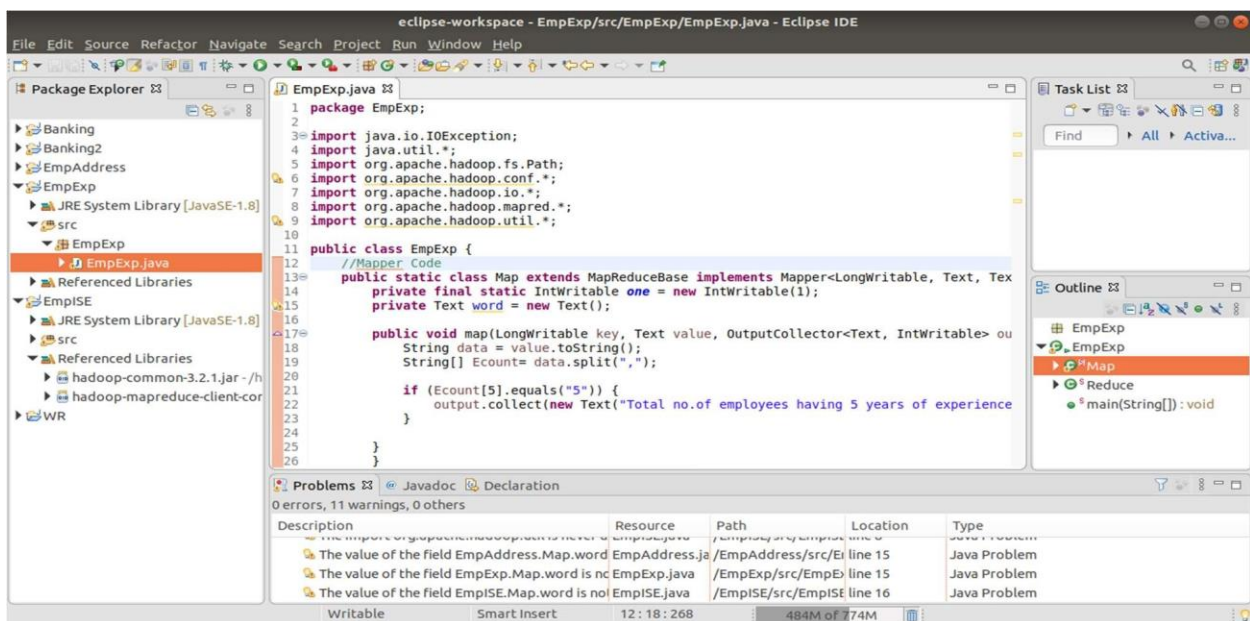 eclipse-workspace - EmpExp/src/EmpExp/EmpExp.java - Eclipse IDE
File Edit Source Refactor Navigate Search Project Run Window Help
Package Explorer
Banking
Banking2
EmpAddress
EmpExp
JRE System Library [JavaSE-1.8]
src
EmpExp
EmpExp.java
Referenced Libraries
EmpISE
JRE System Library [JavaSE-1.8]
src
Referenced Libraries
hadoop-common-3.2.1.jar - /h
hadoop-mapreduce-client-cor
WR
EmpExp.java
1 package EmpExp;
2
3 import java.io.IOException;
4 import java.util.*;
5 import org.apache.hadoop.fs.Path;
6 import org.apache.hadoop.conf.*;
7 import org.apache.hadoop.io.*;
8 import org.apache.hadoop.mapred.*;
9 import org.apache.hadoop.util.*;
10
11 public class EmpExp {
12 //Mapper Code
13 public static class Map extends MapReduceBase implements Mapper<LongWritable, Text, Tex
14 private final static IntWritable one = new IntWritable(1);
15 private Text word = new Text();
16
17 public void map(LongWritable key, Text value, OutputCollector<Text, IntWritable> ou
18 String data = value.toString();
19 String[] Ecount= data.split(",");
20
21 if (Ecount[5].equals("5")) {
22 output.collect(new Text("Total no.of employees having 5 years of experience
23 }
24
25 }
26 }
Task List
Find All Activa...
Outline
EmpExp
EmpExp
Map
Reduce
main(String[]) : void
Problems Javadoc Declaration
0 errors, 11 warnings, 0 others
Description Resource Path Location Type
The value of the field EmpAddress.Map.word EmpAddress.ja /EmpAddress/src/E line 15 Java Problem
The value of the field EmpExp.Map.word is no EmpExp.java /EmpExp/src/EmpE line 15 Java Problem
The value of the field EmpISE.Map.word is no EmpISE.java /EmpISE/src/EmpISE line 16 Java Problem
Writable Smart Insert 12 : 18 : 268 484M of 774M